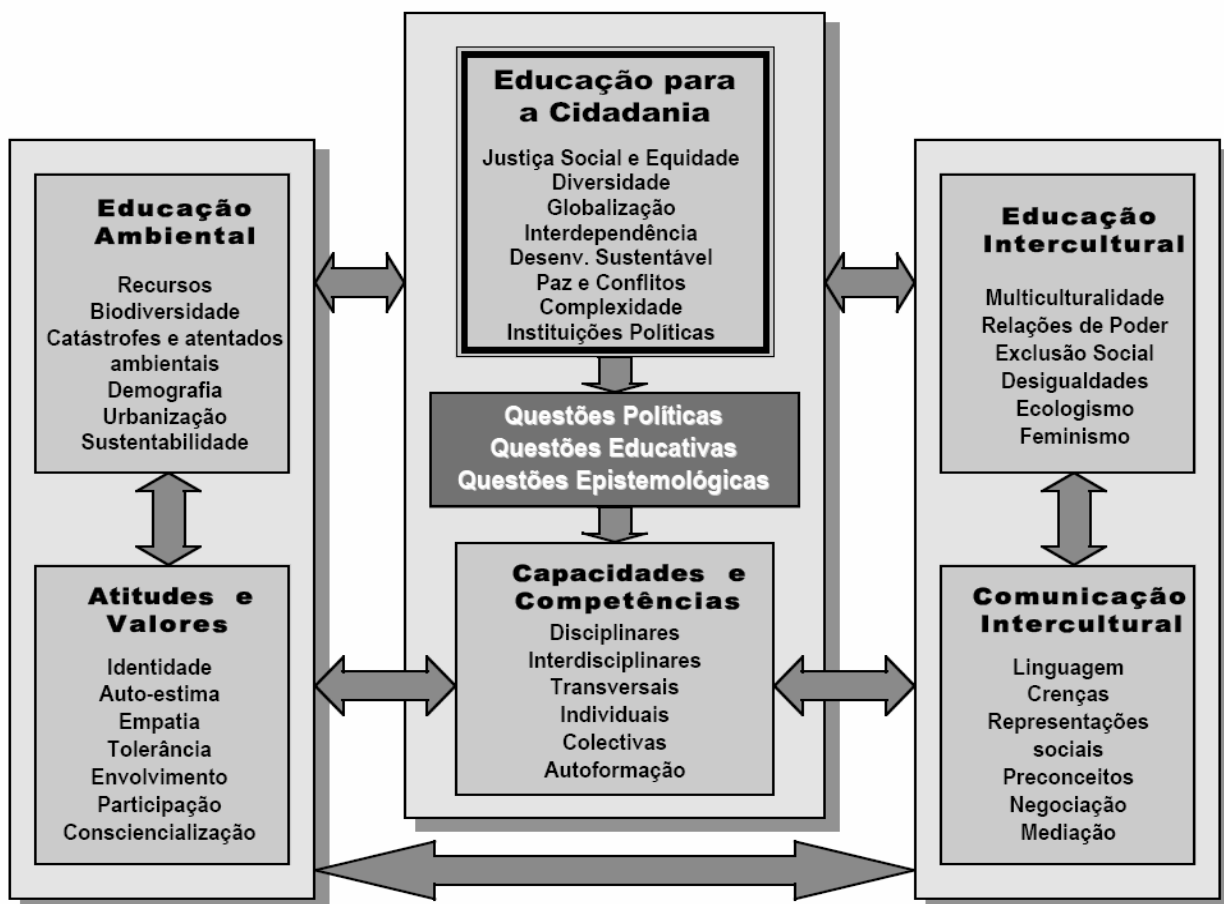 Educação para
a Cidadania
Justiça Social e Equidade
Diversidade
Globalização
Interdependência
Desenv. Sustentável
Paz e Conflitos
Complexidade
Instituições Políticas
Questões Políticas
Questões Educativas
Questões Epistemológicas
Capacidades e
Competências
Disciplinares
Interdisciplinares
Transversais
Individuais
Colectivas
Autoformação
Educação
Ambiental
Recursos
Biodiversidade
Catástrofes e atentados
ambientais
Demografia
Urbanização
Sustentabilidade
Atitudes e
Valores
Identidade
Auto-estima
Empatia
Tolerância
Envolvimento
Participação
Consciencialização
Educação
Intercultural
Multiculturalidade
Relações de Poder
Exclusão Social
Desigualdades
Ecologismo
Feminismo
Comunicação
Intercultural
Linguagem
Crenças
Representações
sociais
Preconceitos
Negociação
Mediação